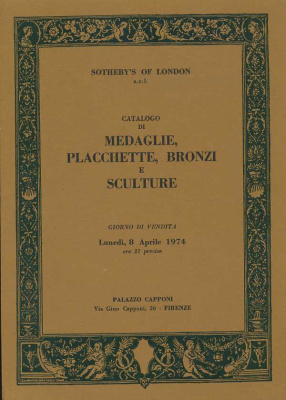 SOTHEBY'S OF LONDON
s.r.l.
CATALOGO
DI
MEDAGLIE,
PLACCHETTE, BRONZI
E
SCULTURE
GIORNO DI VENDITA
Lunedì, 8 Aprile 1974
ore 21 precise
PALAZZO CAPPONI
Via Gino Capponi, 26 - FIRENZE